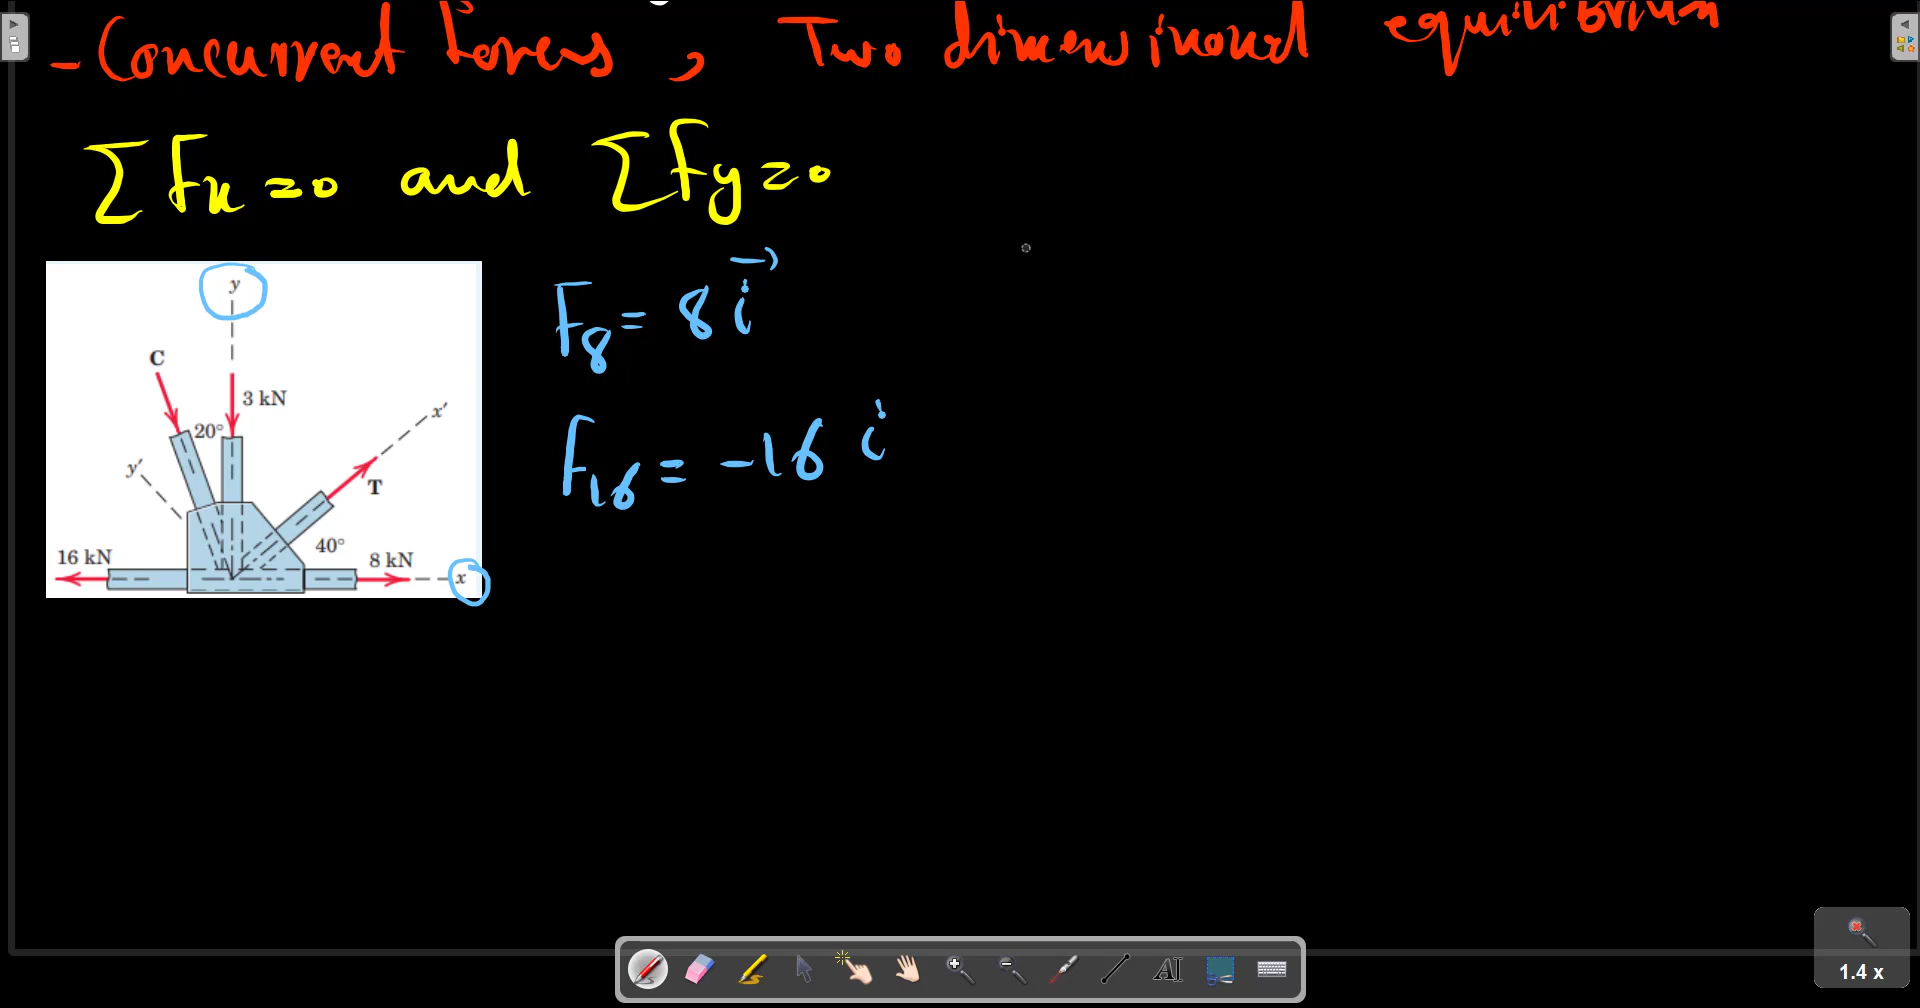 - Concurrent forces, Two dimensinonal equilibrium
∑Fx=0 and ∑Fy=0
y
C
3 kN
x′
20°
y′
T
40°
16 kN
8 kN
x
F8 = 8 i→
F16 = -16 i
1.4 x